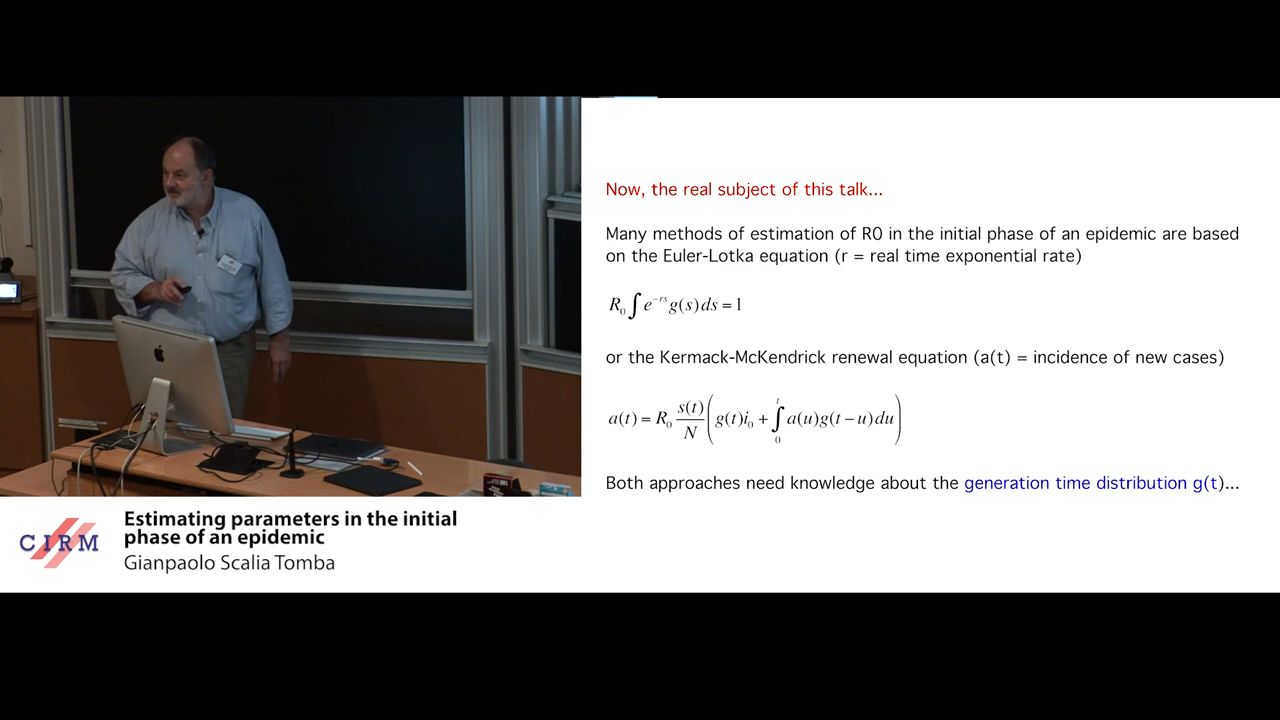 Now, the real subject of this talk...
Many methods of estimation of R0 in the initial phase of an epidemic are based
on the Euler-Lotka equation (r = real time exponential rate)
R₀ ∫ e^{-rs} g(s) ds = 1
or the Kermack-McKendrick renewal equation (a(t) = incidence of new cases)
a(t) = R₀ s(t)/N ( g(t)i₀ + ∫₀ᵗ a(u)g(t − u)du )
Both approaches need knowledge about the generation time distribution g(t)...
CIRM
Estimating parameters in the initial
phase of an epidemic
Gianpaolo Scalia Tomba